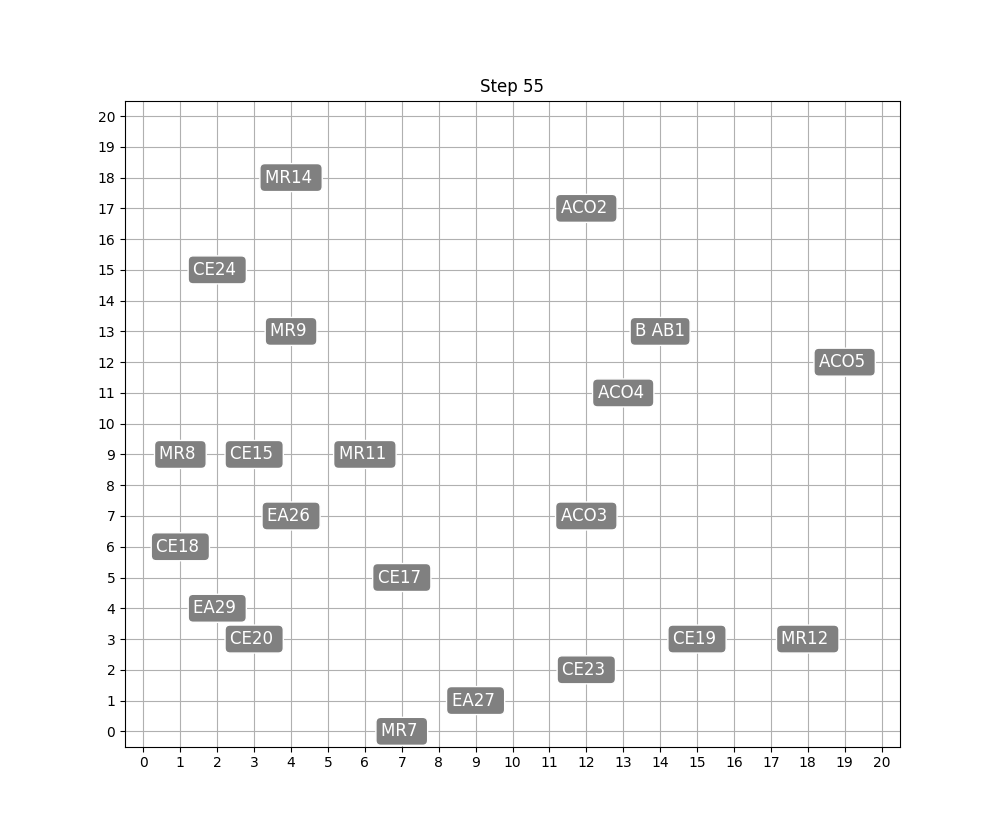 Step 55
20
19
18
17
16
15
14
13
12
11
10
9
8
7
6
5
4
3
2
1
0
MR14
ACO2
CE24
MR9
B AB1
ACO5
ACO4
MR8 CE15 MR11
EA26 ACO3
CE18
CE17
EA29
CE20 CE19 MR12
CE23
EA27
MR7
0 1 2 3 4 5 6 7 8 9 10 11 12 13 14 15 16 17 18 19 20